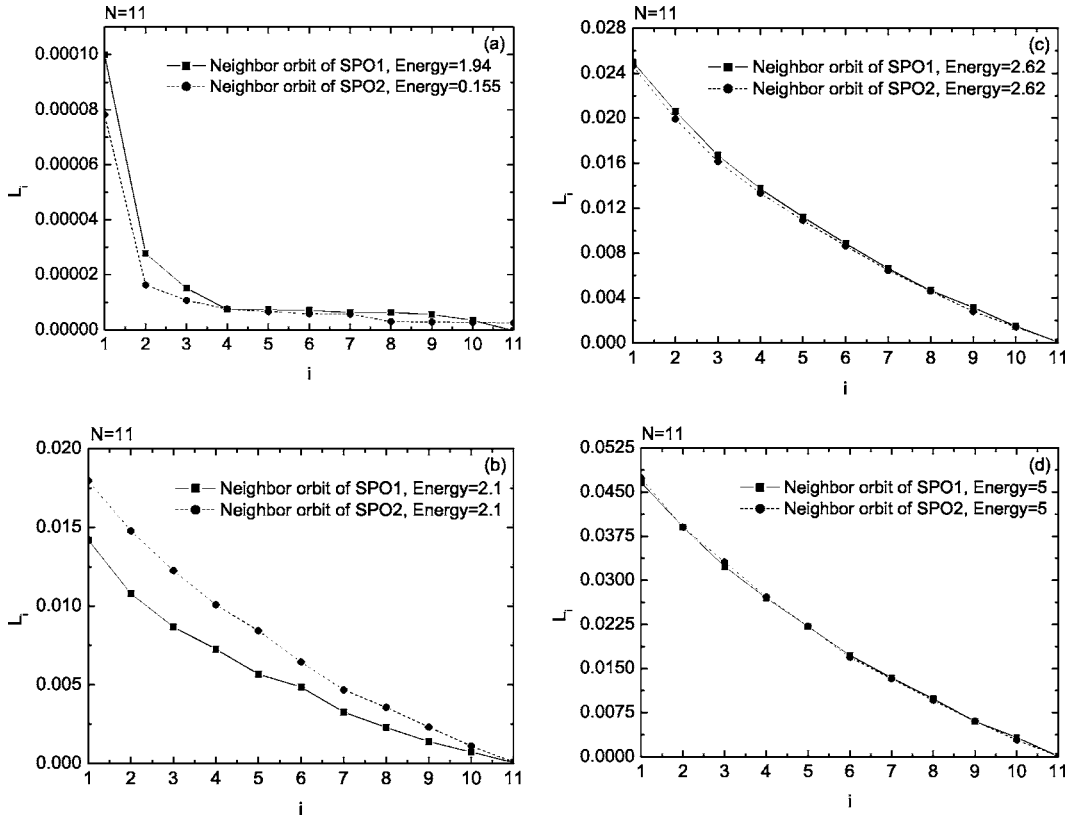 N=11
(a)
Neighbor orbit of SPO1, Energy=1.94
Neighbor orbit of SPO2, Energy=0.155
0.00010
0.00008
0.00006
0.00004
0.00002
0.00000
L_i
1 2 3 4 5 6 7 8 9 10 11
i
(c)
Neighbor orbit of SPO1, Energy=2.62
Neighbor orbit of SPO2, Energy=2.62
0.028
0.024
0.020
0.016
0.012
0.008
0.004
0.000
L_i
1 2 3 4 5 6 7 8 9 10 11
i
N=11
(b)
Neighbor orbit of SPO1, Energy=2.1
Neighbor orbit of SPO2, Energy=2.1
0.020
0.015
0.010
0.005
0.000
L_i
1 2 3 4 5 6 7 8 9 10 11
i
N=11
(d)
Neighbor orbit of SPO1, Energy=5
Neighbor orbit of SPO2, Energy=5
0.0525
0.0450
0.0375
0.0300
0.0225
0.0150
0.0075
0.0000
L_i
1 2 3 4 5 6 7 8 9 10 11
i